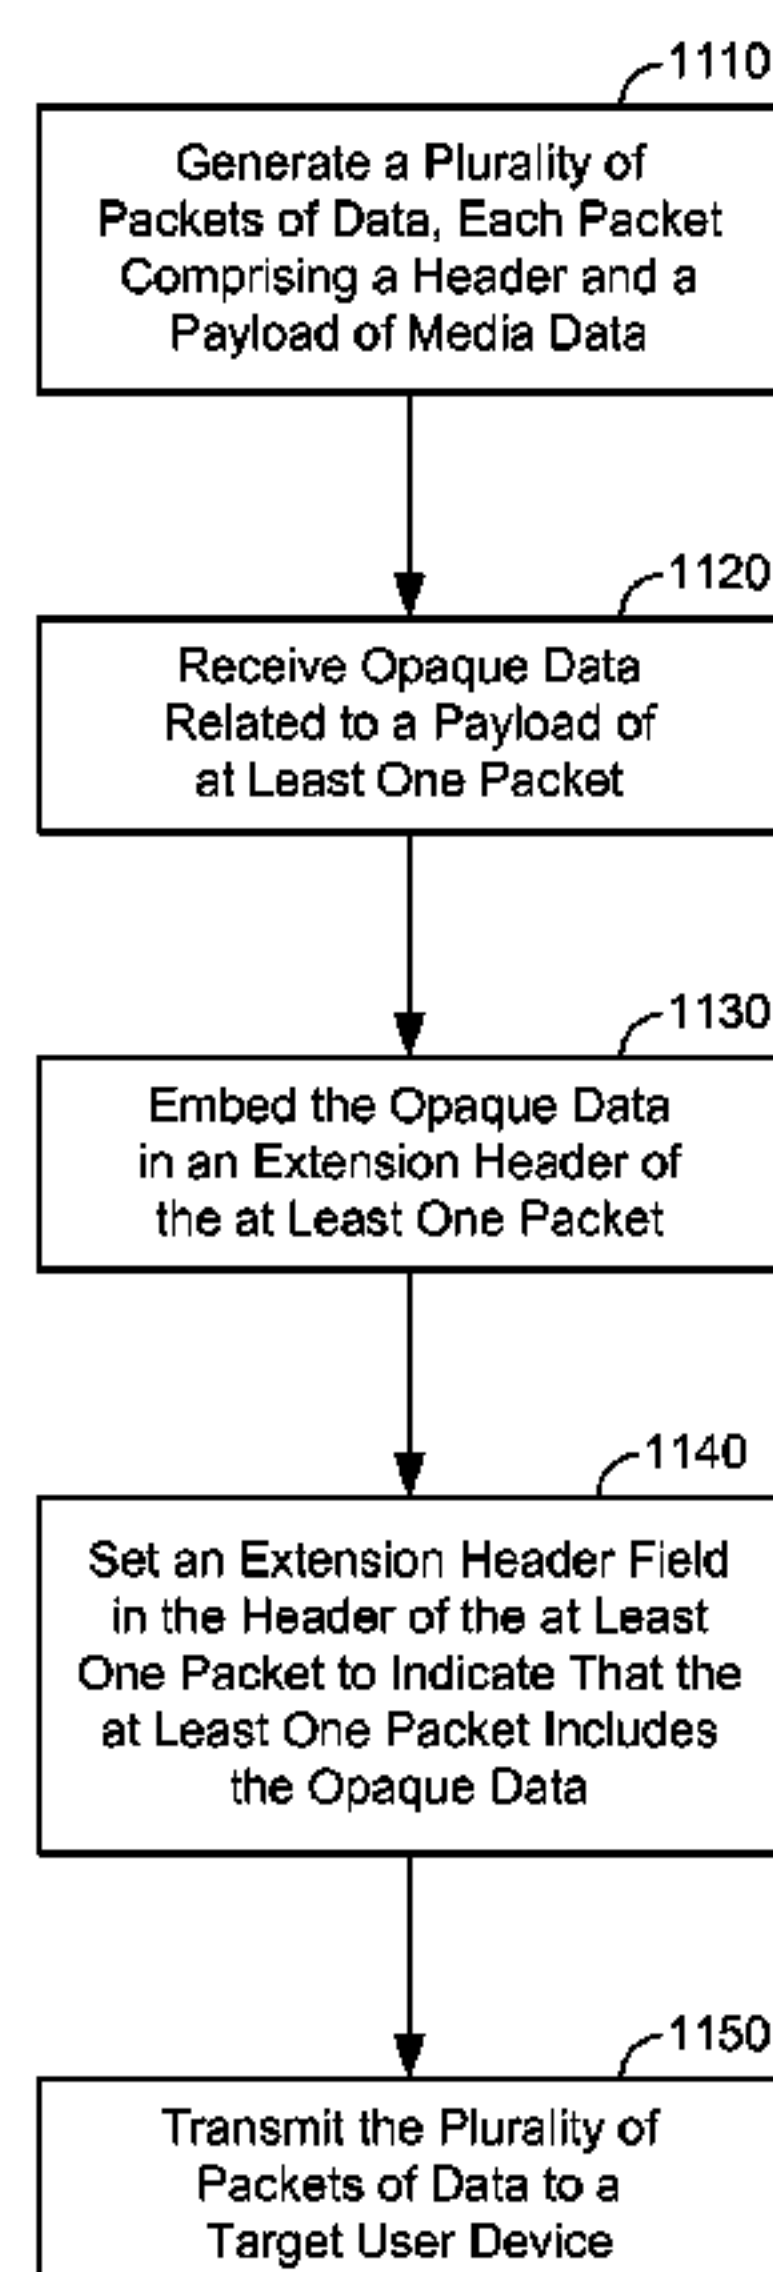 1110
Generate a Plurality of
Packets of Data, Each Packet
Comprising a Header and a
Payload of Media Data
1120
Receive Opaque Data
Related to a Payload of
at Least One Packet
1130
Embed the Opaque Data
in an Extension Header of
the at Least One Packet
1140
Set an Extension Header Field
in the Header of the at Least
One Packet to Indicate That the
at Least One Packet Includes
the Opaque Data
1150
Transmit the Plurality of
Packets of Data to a
Target User Device